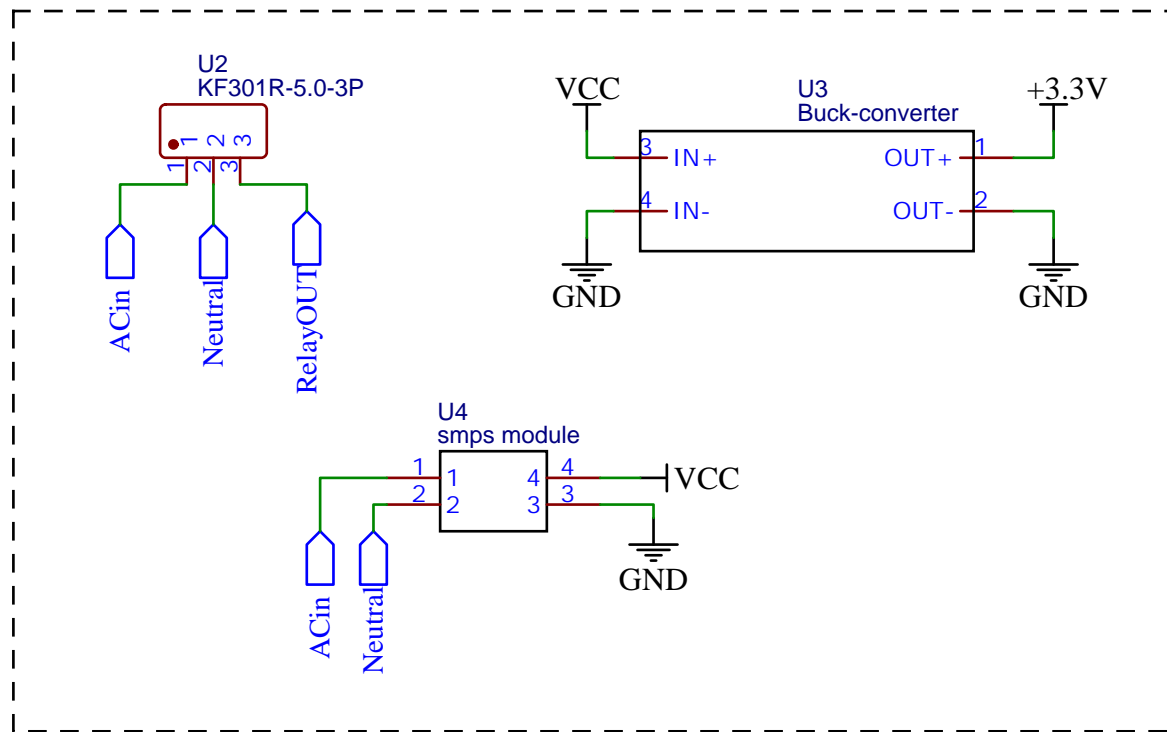 U2
KF301R-5.0-3P
1 2 3
1 2 3
ACin
Neutral
RelayOUT
VCC
U3
Buck-converter
+3.3V
3 IN+ OUT+ 1
4 IN- OUT- 2
GND
GND
U4
smps module
1 1 4 4 VCC
2 2 3 3
GND
ACin
Neutral